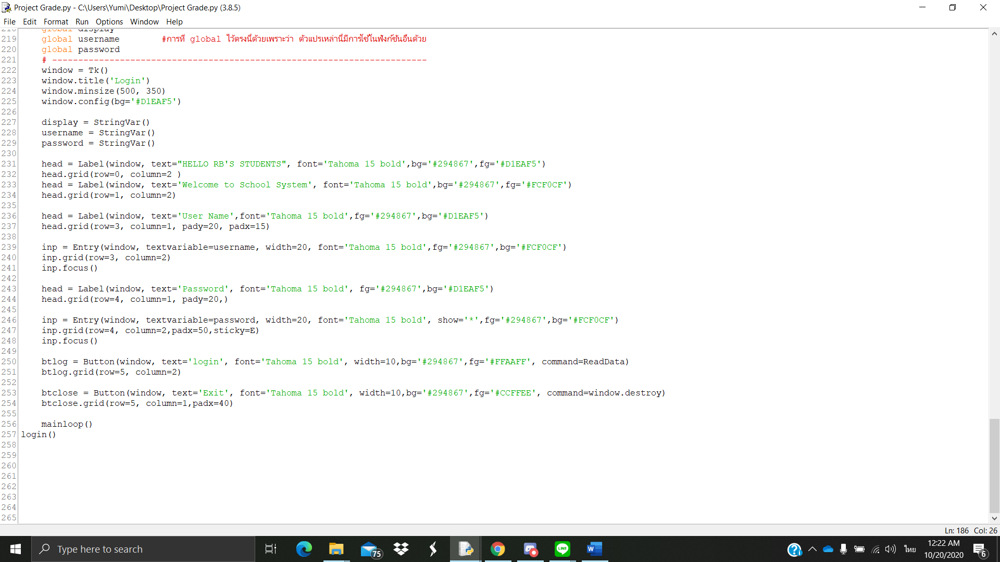 Project Grade.py - C:\Users\Yumi\Desktop\Project Grade.py (3.8.5)
File Edit Format Run Options Window Help
218 global display
219 global username #การที่ global ไว้ตรงนี้ด้วยเพราะว่า ตัวแปรเหล่านี้มีการใช้ในฟังก์ชันอื่นด้วย
220 global password
221 # ------------------------------------------------------------------------
222 window = Tk()
223 window.title('Login')
224 window.minsize(500, 350)
225 window.config(bg='#D1EAF5')
226
227 display = StringVar()
228 username = StringVar()
229 password = StringVar()
230
231 head = Label(window, text="HELLO RB'S STUDENTS", font='Tahoma 15 bold',bg='#294867',fg='#D1EAF5')
232 head.grid(row=0, column=2 )
233 head = Label(window, text='Welcome to School System', font='Tahoma 15 bold',bg='#294867',fg='#FCF0CF')
234 head.grid(row=1, column=2)
235
236 head = Label(window, text='User Name',font='Tahoma 15 bold',fg='#294867',bg='#D1EAF5')
237 head.grid(row=3, column=1, pady=20, padx=15)
238
239 inp = Entry(window, textvariable=username, width=20, font='Tahoma 15 bold',fg='#294867',bg='#FCF0CF')
240 inp.grid(row=3, column=2)
241 inp.focus()
242
243 head = Label(window, text='Password', font='Tahoma 15 bold', fg='#294867',bg='#D1EAF5')
244 head.grid(row=4, column=1, pady=20,)
245
246 inp = Entry(window, textvariable=password, width=20, font='Tahoma 15 bold', show='*',fg='#294867',bg='#FCF0CF')
247 inp.grid(row=4, column=2,padx=50,sticky=E)
248 inp.focus()
249
250 btlog = Button(window, text='login', font='Tahoma 15 bold', width=10,bg='#294867',fg='#FFAAFF', command=ReadData)
251 btlog.grid(row=5, column=2)
252
253 btclose = Button(window, text='Exit', font='Tahoma 15 bold', width=10,bg='#294867',fg='#CCFFEE', command=window.destroy)
254 btclose.grid(row=5, column=1,padx=40)
255
256 mainloop()
257 login()
258
259
260
261
262
263
264
265
Ln: 186 Col: 26
Type here to search
75
LINE
W
ไทย
12:22 AM
10/20/2020
6